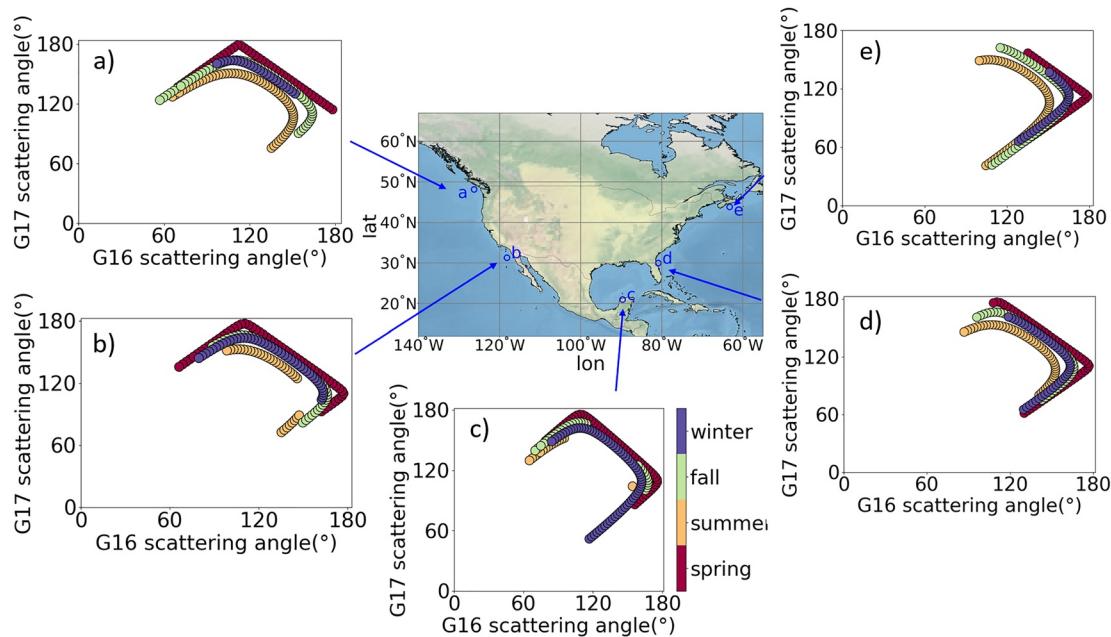 a)
G17 scattering angle(°)
180
120
60
0
0 60 120 180
G16 scattering angle(°)
e)
G17 scattering angle(°)
180
120
60
0
0 60 120 180
G16 scattering angle(°)
60°N
50°N
40°N
30°N
20°N
lat
140°W 120°W 100°W 80°W 60°W
lon
a
b
c
d
e
b)
G17 scattering angle(°)
180
120
60
0
0 60 120 180
G16 scattering angle(°)
c)
G17 scattering angle(°)
180
120
60
0
0 60 120 180
G16 scattering angle(°)
winter
fall
summer
spring
d)
G17 scattering angle(°)
180
120
60
0
0 60 120 180
G16 scattering angle(°)